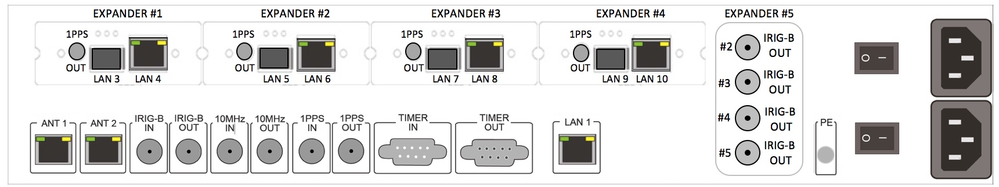 EXPANDER #1
EXPANDER #2
EXPANDER #3
EXPANDER #4
EXPANDER #5
1PPS
OUT
LAN 3
LAN 4
1PPS
OUT
LAN 5
LAN 6
1PPS
OUT
LAN 7
LAN 8
1PPS
OUT
LAN 9
LAN 10
#2
IRIG-B
OUT
#3
IRIG-B
OUT
#4
IRIG-B
OUT
#5
IRIG-B
OUT
O
I
ANT 1
ANT 2
IRIG-B
IN
IRIG-B
OUT
10MHz
IN
10MHz
OUT
1PPS
IN
1PPS
OUT
TIMER
IN
TIMER
OUT
LAN 1
PE
O
I